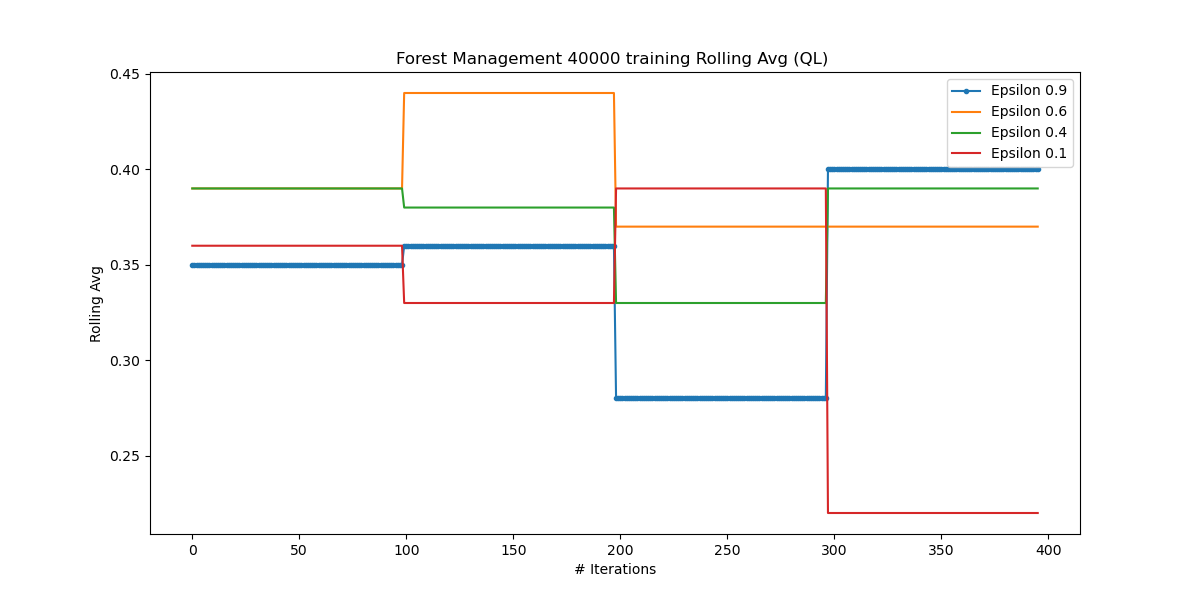 Forest Management 40000 training Rolling Avg (QL)
Epsilon 0.9
Epsilon 0.6
Epsilon 0.4
Epsilon 0.1
Rolling Avg
0.45
0.40
0.35
0.30
0.25
0 50 100 150 200 250 300 350 400
# Iterations